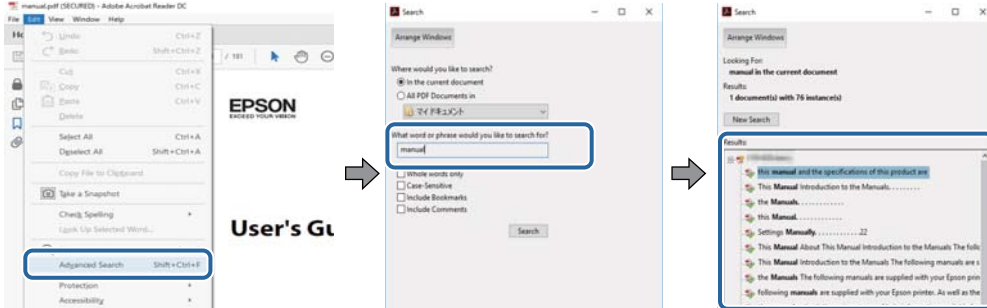 manual.pdf (SECURED) - Adobe Acrobat Reader DC
File Edit View Window Help
Undo Ctrl+Z
Redo Shift+Ctrl+Z
Cut Ctrl+X
Copy Ctrl+C
Paste Ctrl+V
Delete
Select All Ctrl+A
Deselect All Shift+Ctrl+A
Copy File to Clipboard
Take a Snapshot
Check Spelling
Look Up Selected Word...
Advanced Search Shift+Ctrl+F
Protection
Accessibility
/ 181
EPSON
EXCEED YOUR VISION
User's Gu
Search
Arrange Windows
Where would you like to search?
In the current document
All PDF Documents in
マイ ドキュメント
What word or phrase would you like to search for?
manual
Whole words only
Case-Sensitive
Include Bookmarks
Include Comments
Search
Search
Arrange Windows
Looking For:
manual in the current document
Results:
1 document(s) with 76 instance(s)
New Search
Results:
this manual and the specifications of this product are
This Manual Introduction to the Manuals. . . . . . . . .
the Manuals. . . . . . . . . . . . .
this Manual. . . . . . . . . . . . .
Settings Manually. . . . . . . . . . . . .22
This Manual About This Manual Introduction to the Manuals The follo
This Manual Introduction to the Manuals The following manuals are s
the Manuals The following manuals are supplied with your Epson prin
following manuals are supplied with your Epson printer. As well as the